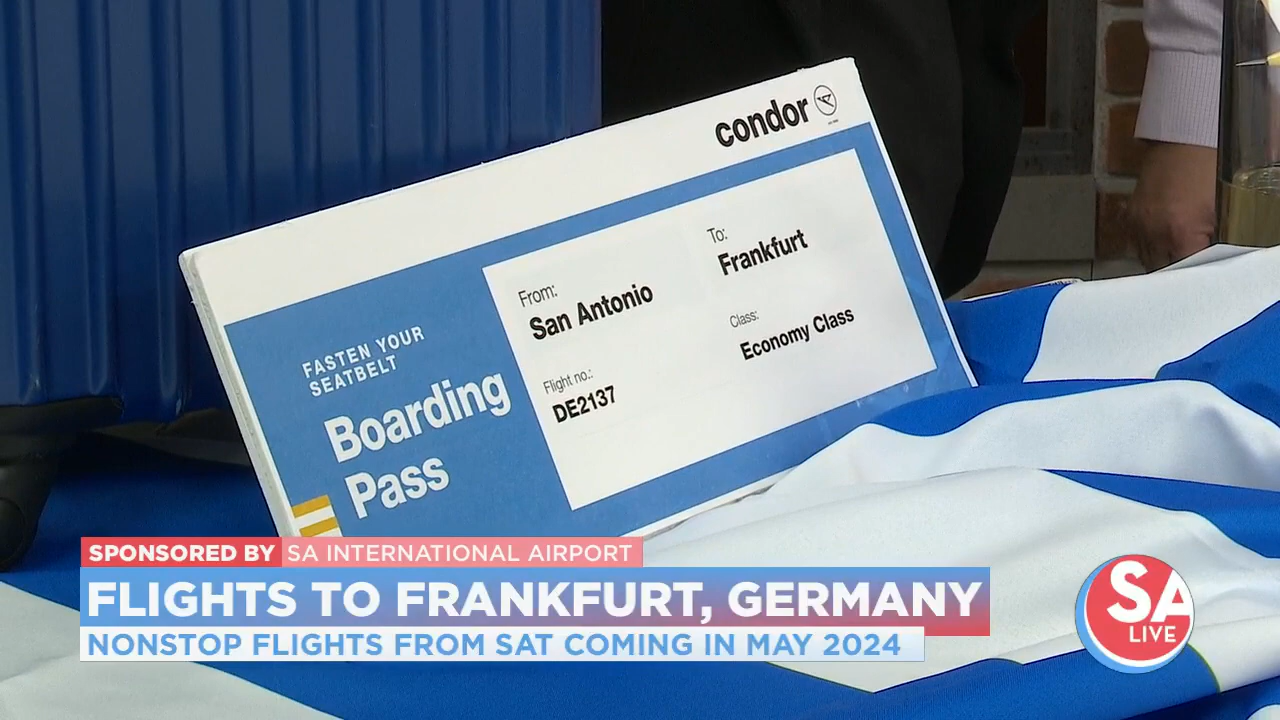 condor
FASTEN YOUR
SEATBELT
Boarding
Pass
From:
San Antonio
To:
Frankfurt
Flight no.:
DE2137
Class:
Economy Class
SPONSORED BY SA INTERNATIONAL AIRPORT
FLIGHTS TO FRANKFURT, GERMANY
NONSTOP FLIGHTS FROM SAT COMING IN MAY 2024
SA
LIVE